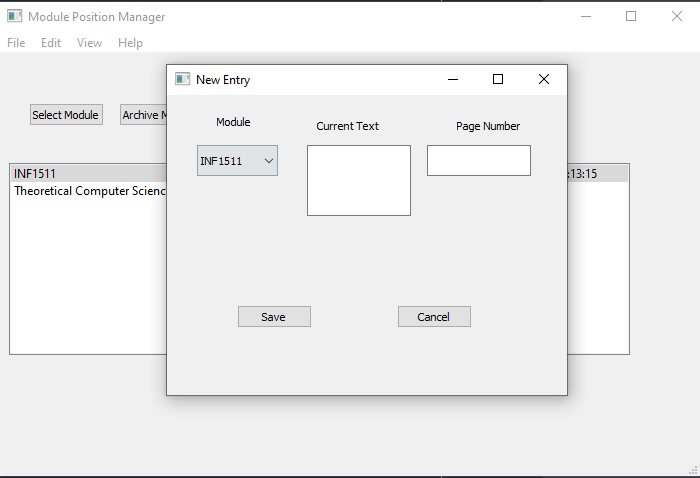 Module Position Manager
File Edit View Help
New Entry
Select Module
Archive M
Module
Current Text
Page Number
INF1511
INF1511
:13:15
Theoretical Computer Scienc
Save
Cancel